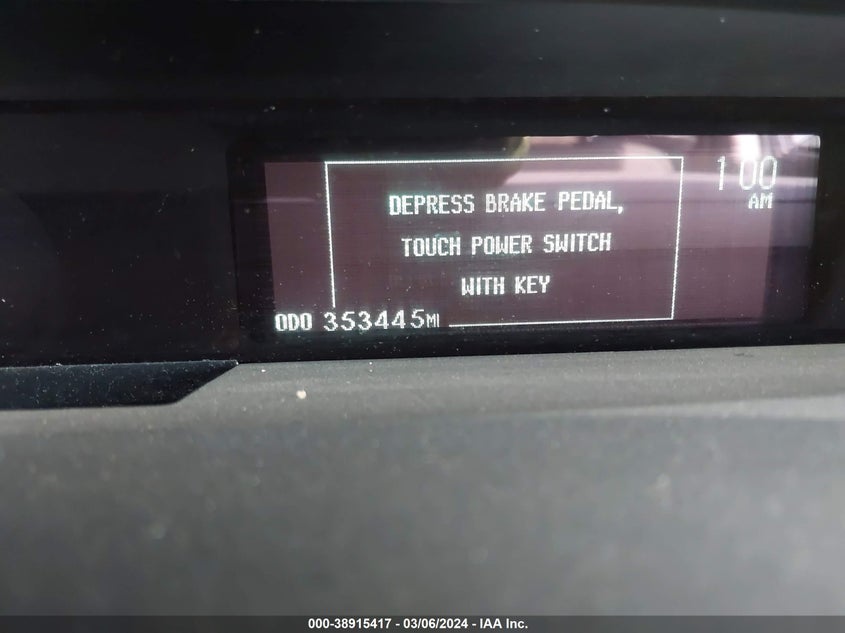 1 00
AM
DEPRESS BRAKE PEDAL,
TOUCH POWER SWITCH
WITH KEY
ODO 353445MI
000-38915417 - 03/06/2024 - IAA Inc.